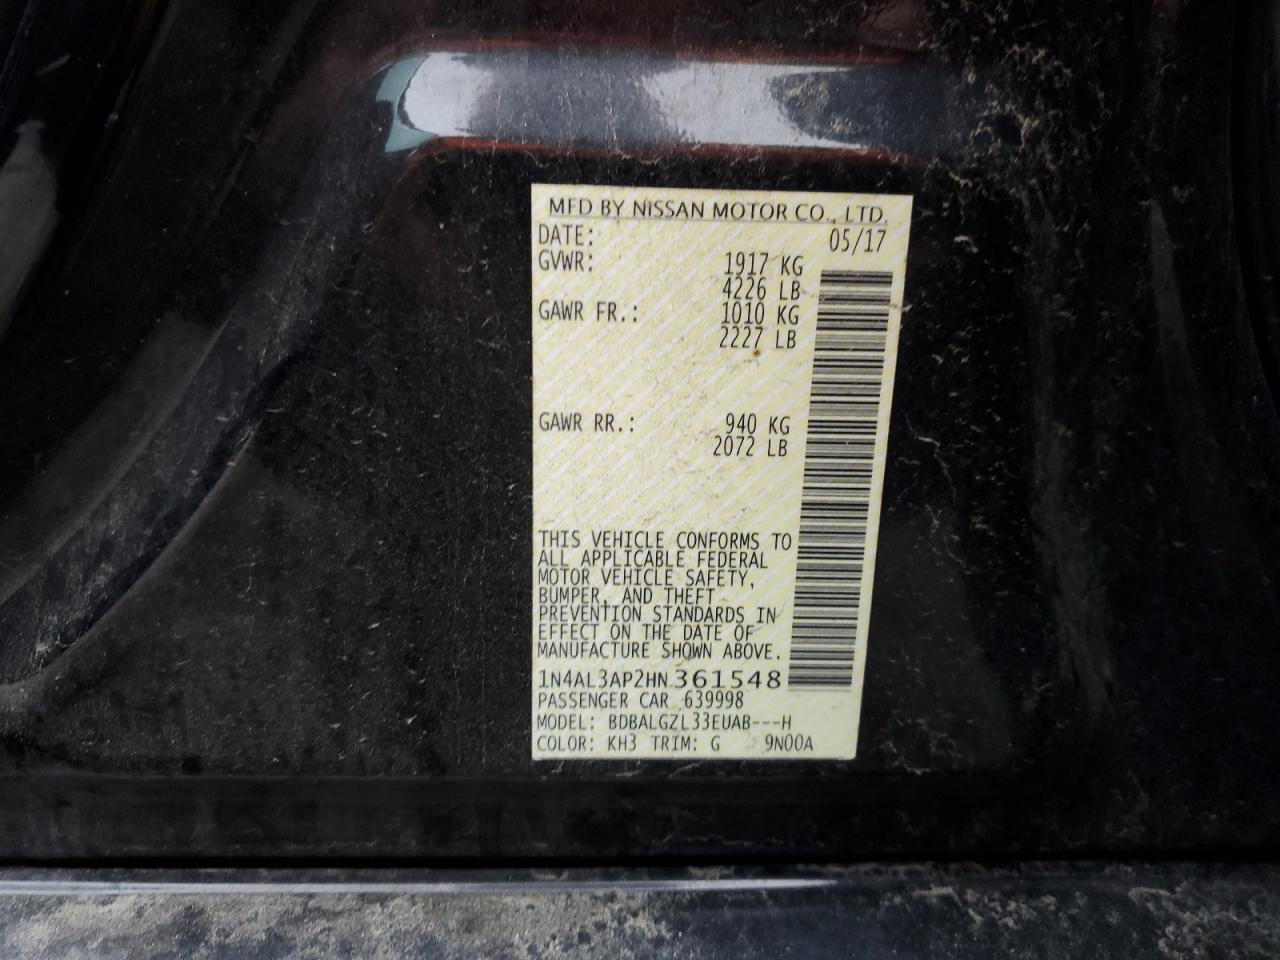 MFD BY NISSAN MOTOR CO., LTD.
DATE: 05/17
GVWR: 1917 KG
4226 LB
GAWR FR.: 1010 KG
2227 LB
GAWR RR.: 940 KG
2072 LB
THIS VEHICLE CONFORMS TO
ALL APPLICABLE FEDERAL
MOTOR VEHICLE SAFETY,
BUMPER, AND THEFT
PREVENTION STANDARDS IN
EFFECT ON THE DATE OF
MANUFACTURE SHOWN ABOVE.
1N4AL3AP2HN361548
PASSENGER CAR 639998
MODEL: BDBALGZL33EUAB---H
COLOR: KH3 TRIM: G 9N00A